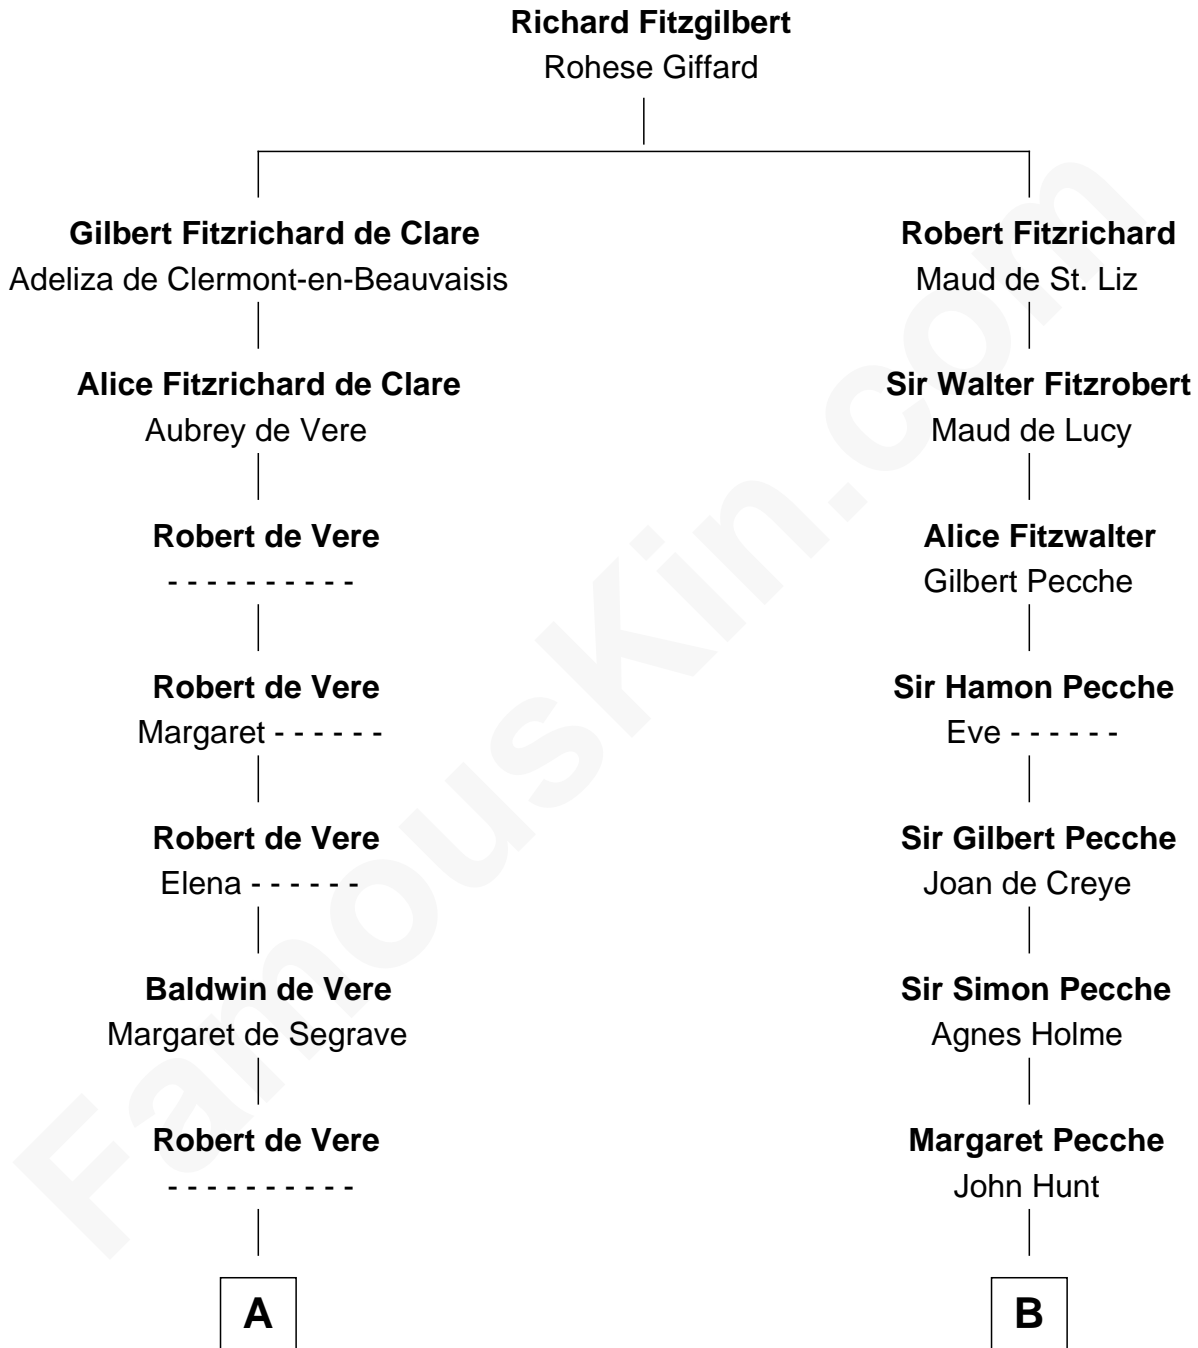 Richard Fitzgilbert
Rohese Giffard
Gilbert Fitzrichard de Clare
Adeliza de Clermont-en-Beauvaisis
Alice Fitzrichard de Clare
Aubrey de Vere
Robert de Vere
- - - - - - - - - -
Robert de Vere
Margaret - - - - - -
Robert de Vere
Elena - - - - - -
Baldwin de Vere
Margaret de Segrave
Robert de Vere
- - - - - - - - - -
A
Robert Fitzrichard
Maud de St. Liz
Sir Walter Fitzrobert
Maud de Lucy
Alice Fitzwalter
Gilbert Pecche
Sir Hamon Pecche
Eve - - - - - -
Sir Gilbert Pecche
Joan de Creye
Sir Simon Pecche
Agnes Holme
Margaret Pecche
John Hunt
B
FamousKin.com